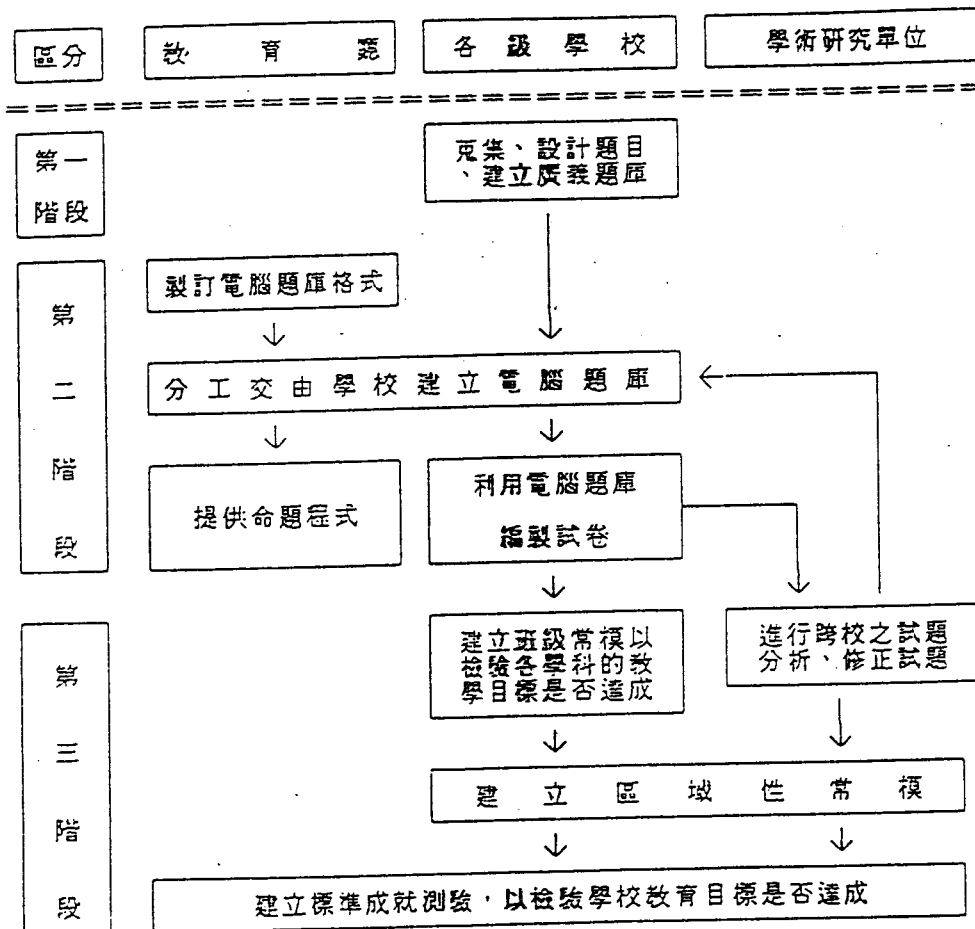 區分
教育廳
各級學校
學術研究單位
第一
階段
蒐集、設計題目
、建立廣義題庫
第二階段
製訂電腦題庫格式
分工交由學校建立電腦題庫
提供命題程式
利用電腦題庫
編製試卷
第三階段
建立班級常模以
檢驗各學科的教
學目標是否達成
進行跨校之試題
分析、修正試題
建立區域性常模
建立標準成就測驗,以檢驗學校教育目標是否達成